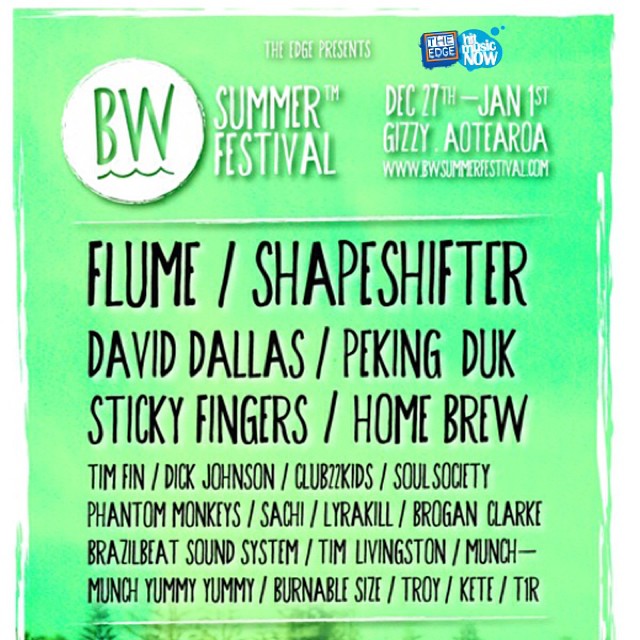 THE EDGE PRESENTS
THE EDGE
hit music NOW
BW
SUMMER™
FESTIVAL
DEC 27TH – JAN 1ST
GIZZY . AOTEAROA
WWW.BWSUMMERFESTIVAL.COM
FLUME / SHAPESHIFTER
DAVID DALLAS / PEKING DUK
STICKY FINGERS / HOME BREW
TIM FIN / DICK JOHNSON / CLUB22KIDS / SOULSOCIETY
PHANTOM MONKEYS / SACHI / LYRAKILL / BROGAN CLARKE
BRAZILBEAT SOUND SYSTEM / TIM LIVINGSTON / MUNCH–
MUNCH YUMMY YUMMY / BURNABLE SIZE / TROY / KETE / T1R